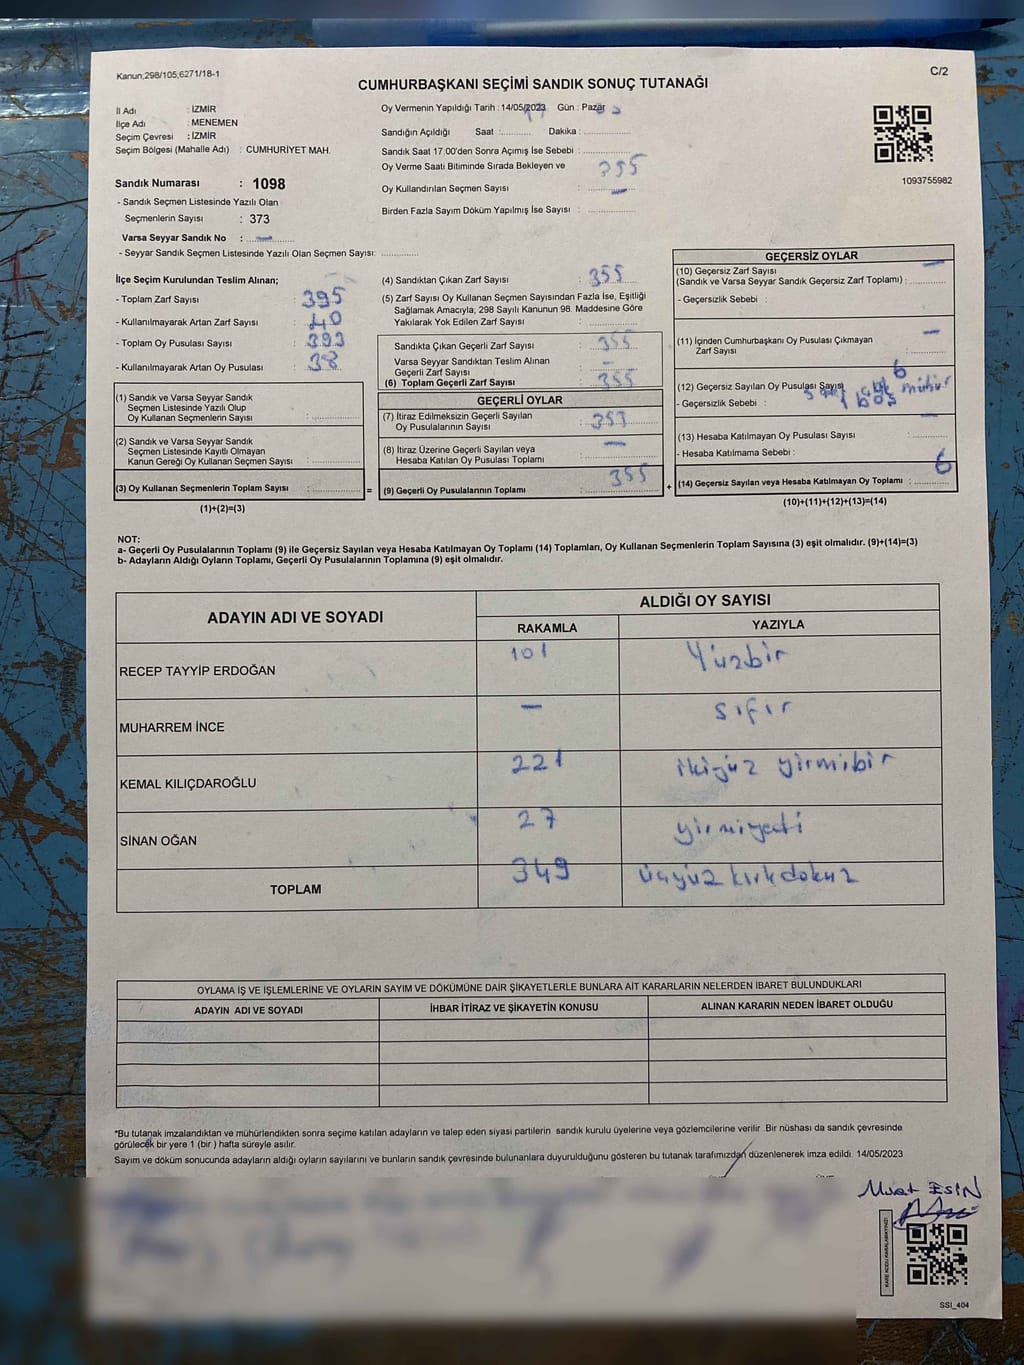 Kanun;298/105;6271/18-1
C/2
CUMHURBAŞKANI SEÇİMİ SANDIK SONUÇ TUTANAĞI
İl Adı : İZMİR
İlçe Adı : MENEMEN
Seçim Çevresi : İZMİR
Seçim Bölgesi (Mahalle Adı) : CUMHURİYET MAH.
Sandık Numarası : 1098
- Sandık Seçmen Listesinde Yazılı Olan
Seçmenlerin Sayısı : 373
Varsa Seyyar Sandık No : —
- Seyyar Sandık Seçmen Listesinde Yazılı Olan Seçmen Sayısı:
Oy Vermenin Yapıldığı Tarih : 14/05/2023 Gün : Pazar
Sandığın Açıldığı Saat : Dakika :
Sandık Saat 17:00'den Sonra Açımış İse Sebebi :
Oy Verme Saati Bitiminde Sırada Bekleyen ve
355
Oy Kullandırılan Seçmen Sayısı : —
Birden Fazla Sayım Döküm Yapılmış İse Sayısı :
1093755982
İlçe Seçim Kurulundan Teslim Alınan;
- Toplam Zarf Sayısı : 395
- Kullanılmayarak Artan Zarf Sayısı : 40
- Toplam Oy Pusulası Sayısı : 393
- Kullanılmayarak Artan Oy Pusulası : 38
(1) Sandık ve Varsa Seyyar Sandık
Seçmen Listesinde Yazılı Olup
Oy Kullanan Seçmenlerin Sayısı :
(2) Sandık ve Varsa Seyyar Sandık
Seçmen Listesinde Kayıtlı Olmayan
Kanun Gereği Oy Kullanan Seçmen Sayısı :
(3) Oy Kullanan Seçmenlerin Toplam Sayısı : =
(1)+(2)=(3)
(4) Sandıktan Çıkan Zarf Sayısı : 355
(5) Zarf Sayısı Oy Kullanan Seçmen Sayısından Fazla İse, Eşitliği
Sağlamak Amacıyla, 298 Sayılı Kanunun 98. Maddesine Göre
Yakılarak Yok Edilen Zarf Sayısı :
Sandıkta Çıkan Geçerli Zarf Sayısı : 355
Varsa Seyyar Sandıktan Teslim Alınan
Geçerli Zarf Sayısı : —
(6) Toplam Geçerli Zarf Sayısı : 355
GEÇERLİ OYLAR
(7) İtiraz Edilmeksizin Geçerli Sayılan
Oy Pusulalarının Sayısı : 353
(8) İtiraz Üzerine Geçerli Sayılan veya
Hesaba Katılan Oy Pusulası Toplamı : —
(9) Geçerli Oy Pusulalarının Toplamı : 355 +
GEÇERSİZ OYLAR
(10) Geçersiz Zarf Sayısı —
(Sandık ve Varsa Seyyar Sandık Geçersiz Zarf Toplamı) :
- Geçersizlik Sebebi :
(11) İçinden Cumhurbaşkanı Oy Pusulası Çıkmayan —
Zarf Sayısı
(12) Geçersiz Sayılan Oy Pusulası Sayısı 6
- Geçersizlik Sebebi : mühür
1 boş
(13) Hesaba Katılmayan Oy Pusulası Sayısı : —
- Hesaba Katılmama Sebebi :
(14) Geçersiz Sayılan veya Hesaba Katılmayan Oy Toplamı : 6
(10)+(11)+(12)+(13)=(14)
NOT:
a- Geçerli Oy Pusulalarının Toplamı (9) ile Geçersiz Sayılan veya Hesaba Katılmayan Oy Toplamı (14) Toplamları, Oy Kullanan Seçmenlerin Toplam Sayısına (3) eşit olmalıdır. (9)+(14)=(3)
b- Adayların Aldığı Oyların Toplamı, Geçerli Oy Pusulalarının Toplamına (9) eşit olmalıdır.
ADAYIN ADI VE SOYADI ALDIĞI OY SAYISI
RAKAMLA YAZIYLA
RECEP TAYYİP ERDOĞAN 101 Yüzbir
MUHARREM İNCE — sıfır
KEMAL KILIÇDAROĞLU 221 ikiyüz yirmibir
SİNAN OĞAN 27 yirmiyedi
TOPLAM 349 üçyüz kırkdokuz
OYLAMA İŞ VE İŞLEMLERİNE VE OYLARIN SAYIM VE DÖKÜMÜNE DAİR ŞİKAYETLERLE BUNLARA AİT KARARLARIN NELERDEN İBARET BULUNDUKLARI
ADAYIN ADI VE SOYADI İHBAR İTİRAZ VE ŞİKAYETİN KONUSU ALINAN KARARIN NEDEN İBARET OLDUĞU
*Bu tutanak imzalandıktan ve mühürlendikten sonra seçime katılan adayların ve talep eden siyasi partilerin sandık kurulu üyelerine veya gözlemcilerine verilir .Bir nüshası da sandık çevresinde
görülecek bir yere 1 (bir ) hafta süreyle asılır.
Sayım ve döküm sonucunda adayların aldığı oyların sayılarını ve bunların sandık çevresinde bulunanlara duyurulduğunu gösteren bu tutanak tarafımızdan düzenlenerek imza edildi. 14/05/2023
Murat ESİN
KARE KODU KARALAMAYINIZ!
SSI_404